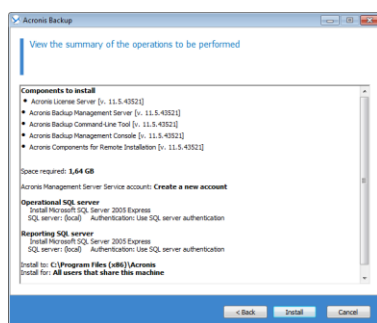 Acronis Backup
View the summary of the operations to be performed
Components to install
• Acronis License Server [v. 11.5.43521]
• Acronis Backup Management Server [v. 11.5.43521]
• Acronis Backup Command-Line Tool [v. 11.5.43521]
• Acronis Backup Management Console [v. 11.5.43521]
• Acronis Components for Remote Installation [v. 11.5.43521]
Space required: 1,64 GB
Acronis Management Server Service account: Create a new account
Operational SQL server
Install Microsoft SQL Server 2005 Express
SQL server: (local) Authentication: Use SQL server authentication
Reporting SQL server
Install Microsoft SQL Server 2005 Express
SQL server: (local) Authentication: Use SQL server authentication
Install to: C:\Program Files (x86)\Acronis
Install for: All users that share this machine
< Back Install Cancel